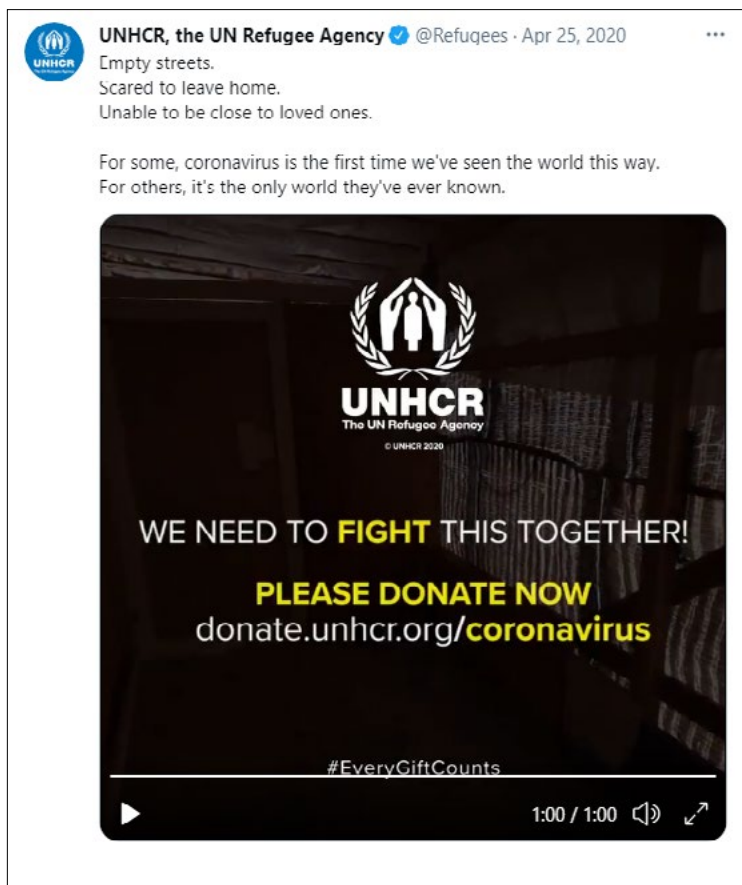 UNHCR, the UN Refugee Agency @Refugees · Apr 25, 2020 ···
UNHCR
Empty streets.
Scared to leave home.
Unable to be close to loved ones.
For some, coronavirus is the first time we've seen the world this way.
For others, it's the only world they've ever known.
UNHCR
The UN Refugee Agency
© UNHCR 2020
WE NEED TO FIGHT THIS TOGETHER!
PLEASE DONATE NOW
donate.unhcr.org/coronavirus
#EveryGiftCounts
1:00 / 1:00